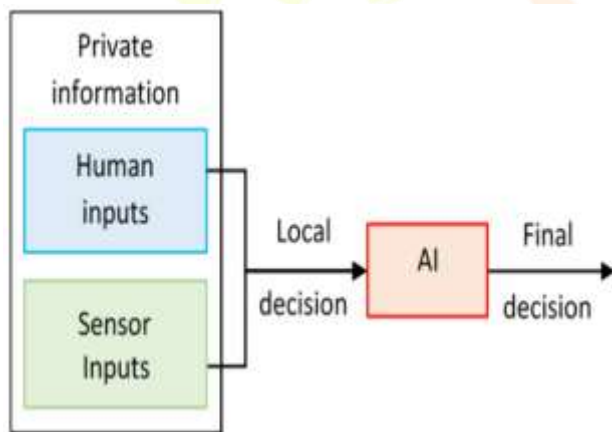 Private
information
Human
inputs
Sensor
Inputs
Local
decision
AI
Final
decision